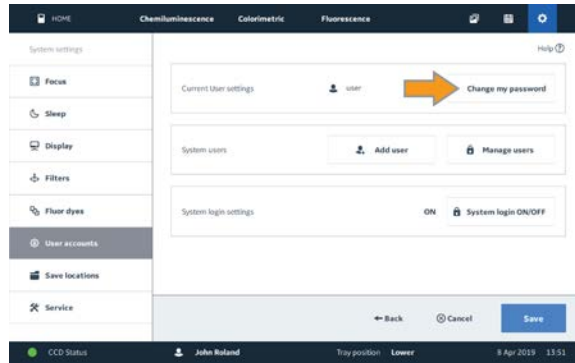 HOME Chemiluminescence Colorimetric Fluorescence
System settings
Help ?
Focus
Sleep
Display
Filters
Fluor dyes
User accounts
Save locations
Service
Current User settings user Change my password
System users Add user Manage users
System login settings ON System login ON/OFF
Back Cancel Save
CCD Status John Roland Tray position Lower 8 Apr 2019 13:51